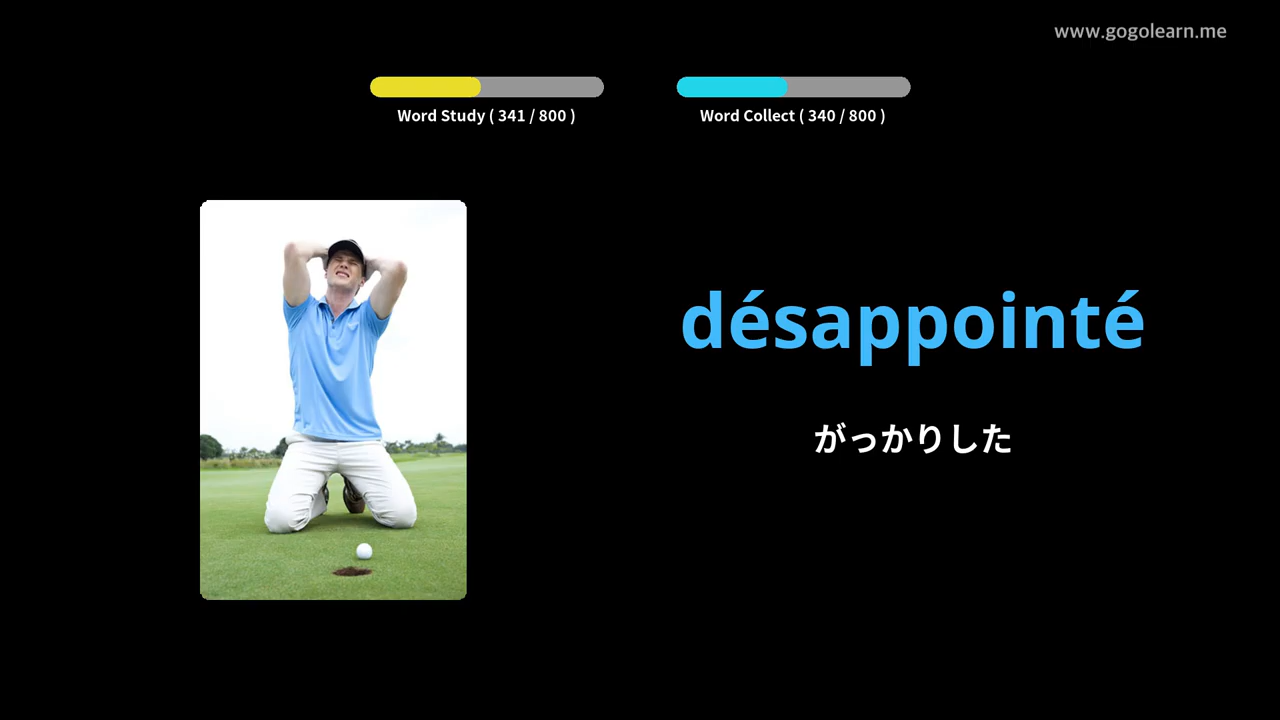 www.gogolearn.me
Word Study ( 341 / 800 )
Word Collect ( 340 / 800 )
désappointé
がっかりした